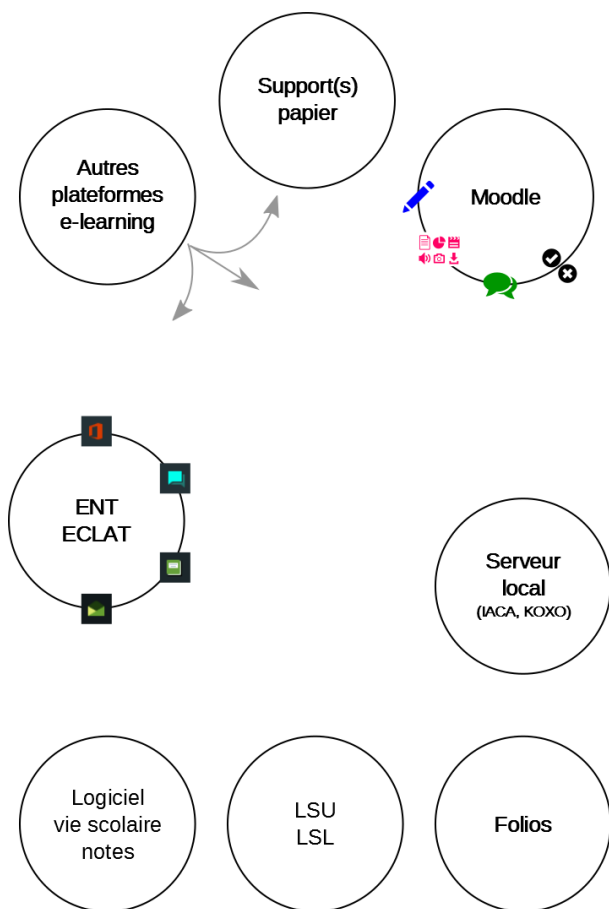 Support(s)
papier
Autres
plateformes
e-learning
Moodle
ENT
ECLAT
Serveur
local
(IACA, KOXO)
Logiciel
vie scolaire
notes
LSU
LSL
Folios